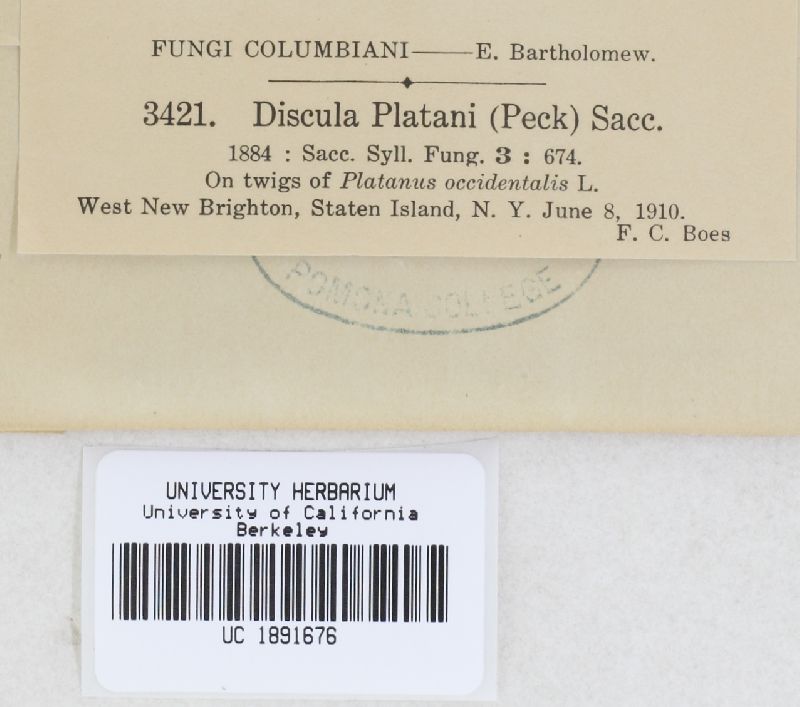 FUNGI COLUMBIANI——E. Bartholomew.
3421. Discula Platani (Peck) Sacc.
1884 : Sacc. Syll. Fung. 3 : 674.
On twigs of Platanus occidentalis L.
West New Brighton, Staten Island, N. Y. June 8, 1910.
F. C. Boes
POMONA COLLEGE
UNIVERSITY HERBARIUM
University of California
Berkeley
UC 1891676